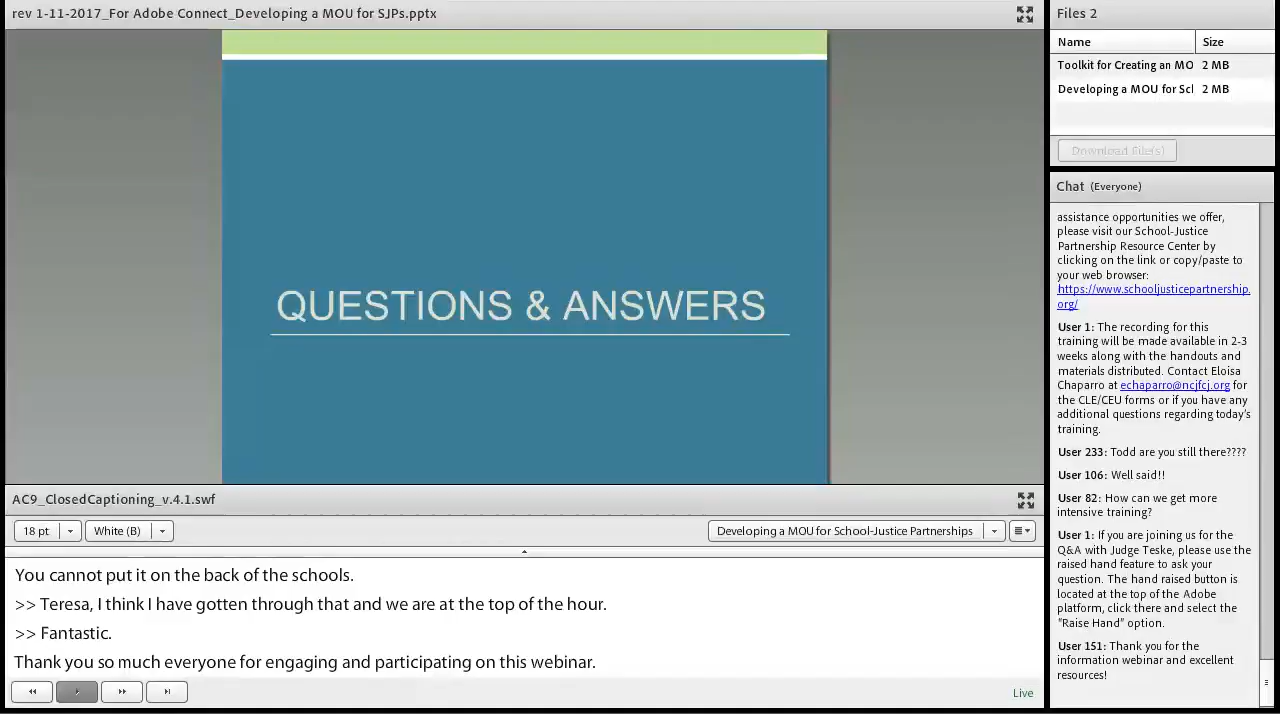 rev 1-11-2017_For Adobe Connect_Developing a MOU for SJPs.pptx
QUESTIONS & ANSWERS
AC9_ClosedCaptioning_v.4.1.swf
18 pt
White (B)
Developing a MOU for School-Justice Partnerships
You cannot put it on the back of the schools.
>> Teresa, I think I have gotten through that and we are at the top of the hour.
>> Fantastic.
Thank you so much everyone for engaging and participating on this webinar.
Live
Files 2
Name Size
Toolkit for Creating an MO 2 MB
Developing a MOU for Scl 2 MB
Download File(s)
Chat (Everyone)
assistance opportunities we offer,
please visit our School-Justice
Partnership Resource Center by
clicking on the link or copy/paste to
your web browser:
https://www.schooljusticepartnership.
org/
User 1: The recording for this
training will be made available in 2-3
weeks along with the handouts and
materials distributed. Contact Eloisa
Chaparro at echaparro@ncjfcj.org for
the CLE/CEU forms or if you have any
additional questions regarding today's
training.
User 233: Todd are you still there????
User 106: Well said!!
User 82: How can we get more
intensive training?
User 1: If you are joining us for the
Q&A with Judge Teske, please use the
raised hand feature to ask your
question. The hand raised button is
located at the top of the Adobe
platform, click there and select the
"Raise Hand" option.
User 151: Thank you for the
information webinar and excellent
resources!